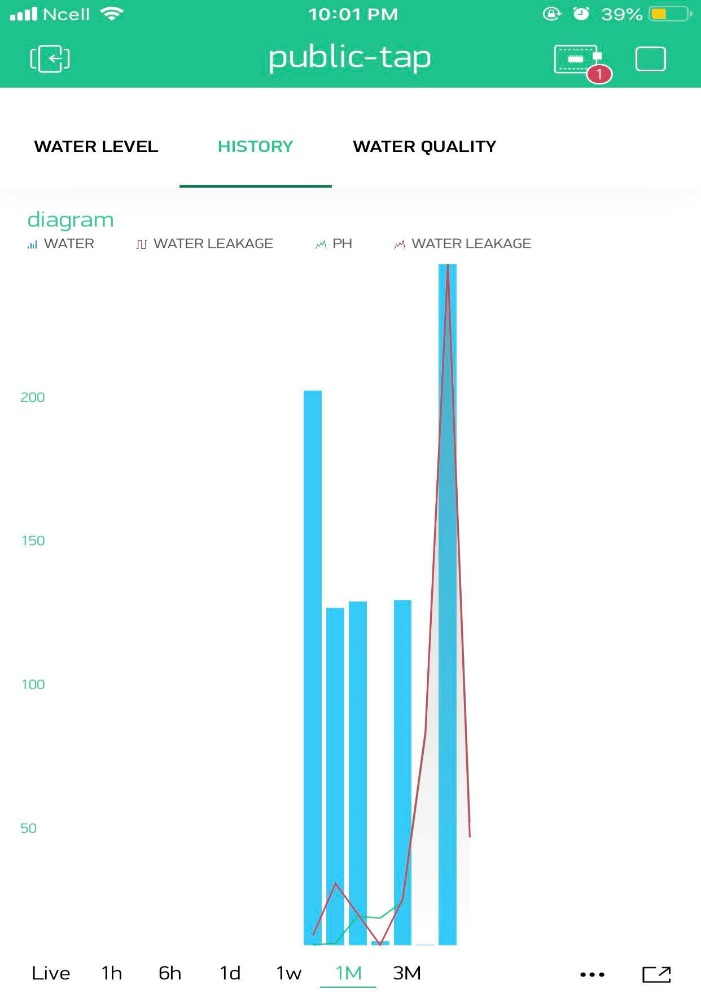 Ncell 10:01 PM 39%
public-tap
1
WATER LEVEL HISTORY WATER QUALITY
diagram
WATER WATER LEAKAGE PH WATER LEAKAGE
200
150
100
50
Live 1h 6h 1d 1w 1M 3M